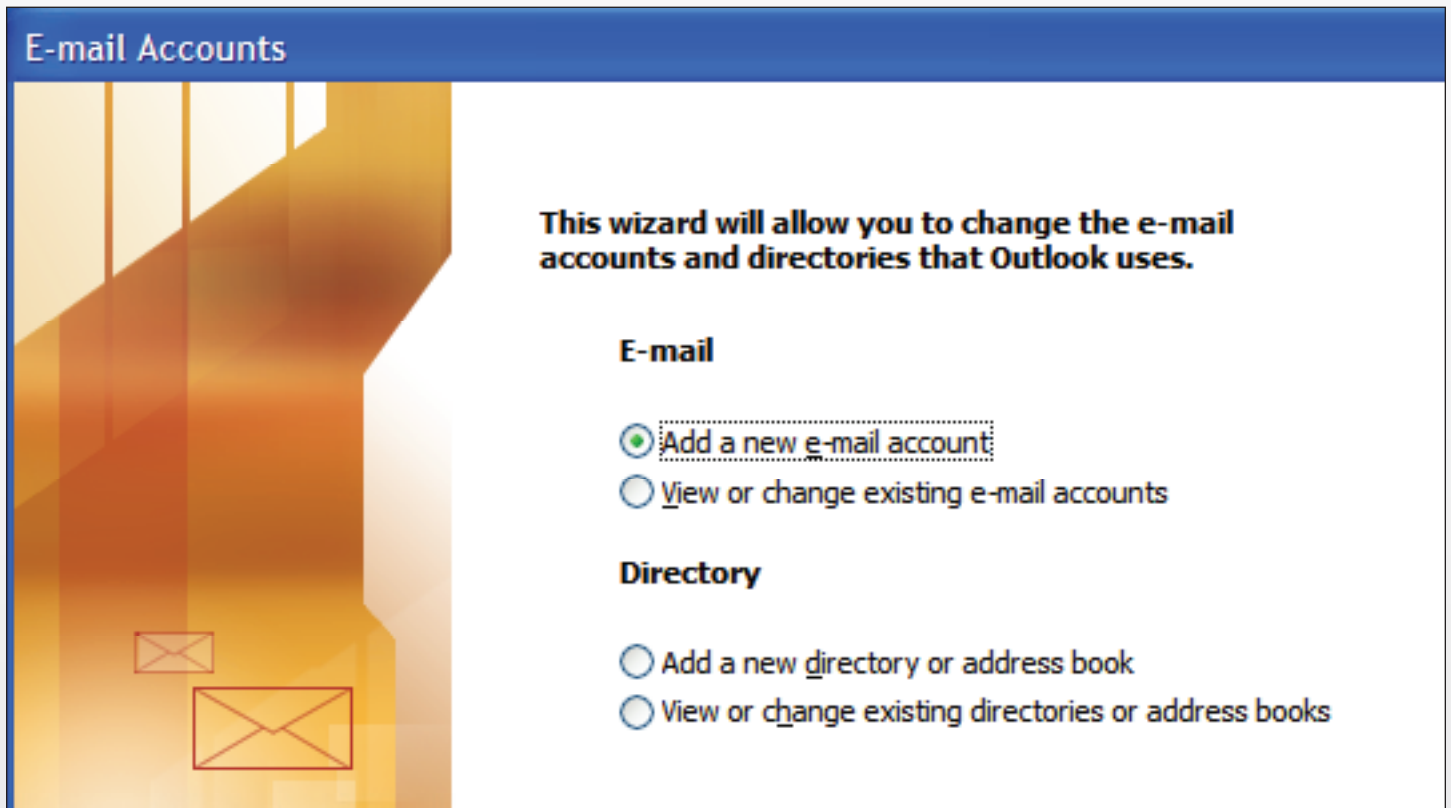 E-mail Accounts
This wizard will allow you to change the e-mail
accounts and directories that Outlook uses.
E-mail
Add a new e-mail account
View or change existing e-mail accounts
Directory
Add a new directory or address book
View or change existing directories or address books